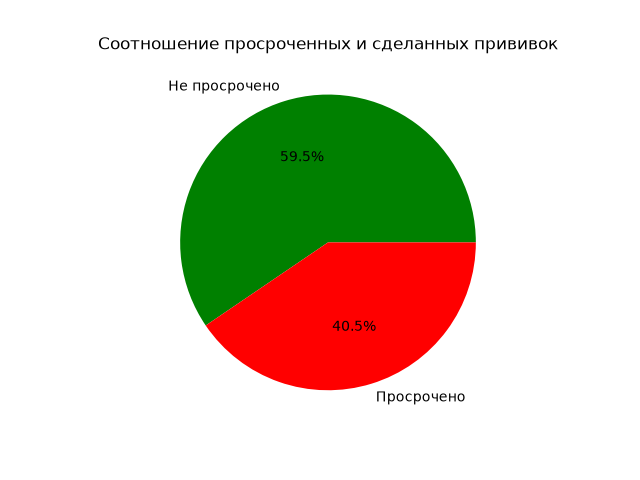 Соотношение просроченных и сделанных прививок
Не просрочено
59.5%
40.5%
Просрочено